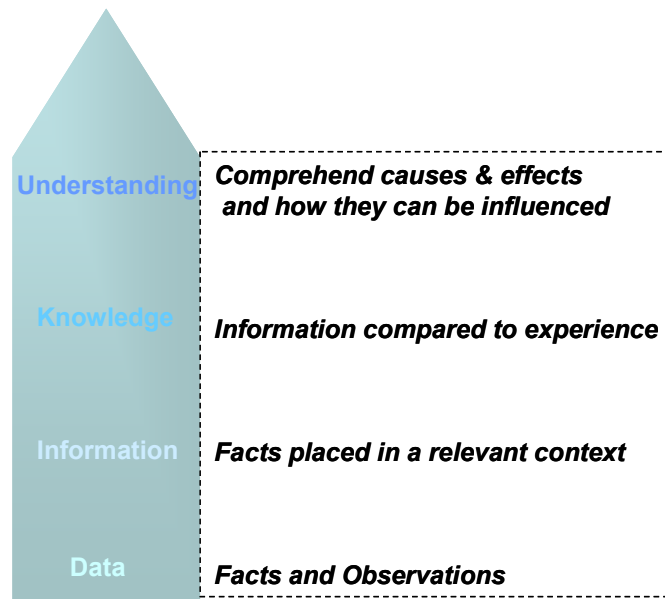 Understanding
Comprehend causes & effects
and how they can be influenced
Knowledge
Information compared to experience
Information
Facts placed in a relevant context
Data
Facts and Observations